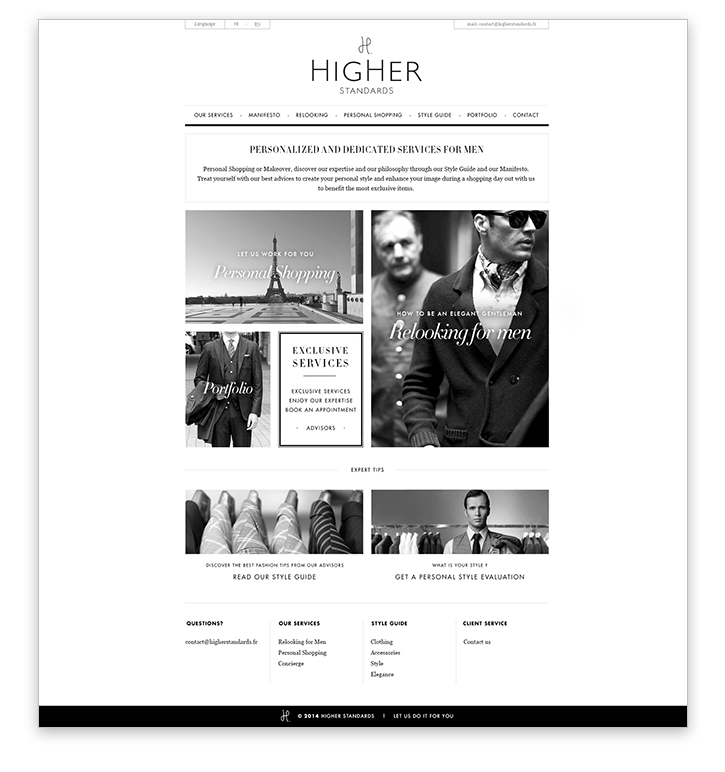 Language FR - EN
mail: contact@higherstandards.fr
H.
HIGHER
STANDARDS
OUR SERVICES • MANIFESTO • RELOOKING • PERSONAL SHOPPING • STYLE GUIDE • PORTFOLIO • CONTACT
PERSONALIZED AND DEDICATED SERVICES FOR MEN
Personal Shopping or Makeover, discover our expertise and our philosophy through our Style Guide and our Manifesto.
Treat yourself with our best advices to create your personal style and enhance your image during a shopping day out with us
to benefit the most exclusive items.
LET US WORK FOR YOU
Personal Shopping
HOW TO BE AN ELEGANT GENTLEMAN
Relooking for men
Portfolio
EXCLUSIVE
SERVICES
EXCLUSIVE SERVICES
ENJOY OUR EXPERTISE
BOOK AN APPOINTMENT
• ADVISORS •
EXPERT TIPS
DISCOVER THE BEST FASHION TIPS FROM OUR ADVISORS
READ OUR STYLE GUIDE
WHAT IS YOUR STYLE ?
GET A PERSONAL STYLE EVALUATION
QUESTIONS?
contact@higherstandards.fr
OUR SERVICES
Relooking for Men
Personal Shopping
Concierge
STYLE GUIDE
Clothing
Accessories
Style
Elegance
CLIENT SERVICE
Contact us
H. © 2014 HIGHER STANDARDS | LET US DO IT FOR YOU